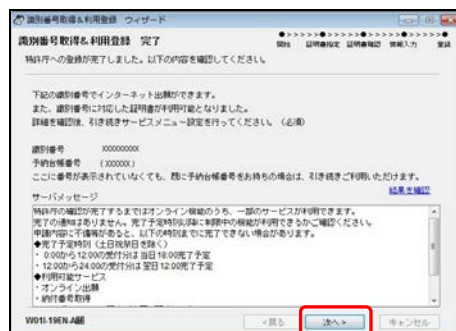 識別番号取得&利用登録 ウィザード
識別番号取得&利用登録 完了
●>>>>>●>>>>>●>>>>>●>>>>>●
開始 証明書指定 証明書確認 情報入力 登録
特許庁への登録が完了しました。以下の内容を確認してください。
下記の識別番号でインターネット出願ができます。
また、識別番号に対応した証明書が利用可能となりました。
詳細を確認後、引き続きサービスメニュー設定を行ってください。(必須)
識別番号 XXXXXXXXX
予納台帳番号 (XXXXXX)
ここに番号が表示されていなくても、既に予納台帳番号をお持ちの場合は、引き続きご利用いただけます。
結果を確認
サーバメッセージ
特許庁の確認が完了するまではオンライン機能のうち、一部のサービスが利用できます。
完了の通知はありません。完了予定時刻以降に制限中の機能が利用できるかご確認ください。
申請内容に不備等があると、以下の時刻までに完了できない場合があります。
◆完了予定時刻(土日祝祭日を除く)
・ 0:00から12:00の受付分は当日18:00完了予定
・ 12:00から24:00の受付分は翌日12:00完了予定
◆利用可能サービス
・オンライン出願
・納付番号取得
W01I-19EN-A願
<戻る 次へ> キャンセル